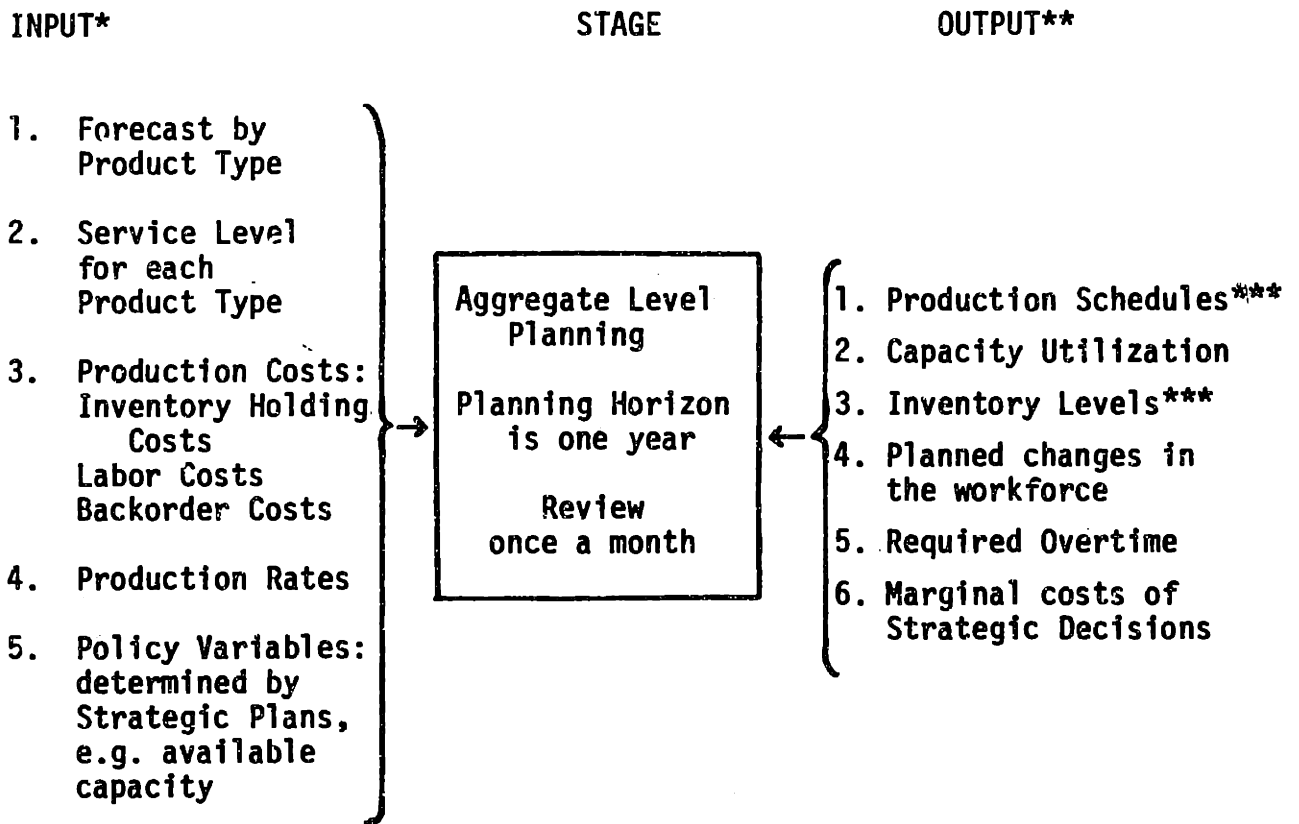 INPUT* STAGE OUTPUT**
1. Forecast by
Product Type
2. Service Level
for each
Product Type
3. Production Costs:
Inventory Holding
Costs
Labor Costs
Backorder Costs
4. Production Rates
5. Policy Variables:
determined by
Strategic Plans,
e.g. available
capacity
Aggregate Level
Planning
Planning Horizon
is one year
Review
once a month
1. Production Schedules***
2. Capacity Utilization
3. Inventory Levels***
4. Planned changes in
the workforce
5. Required Overtime
6. Marginal costs of
Strategic Decisions